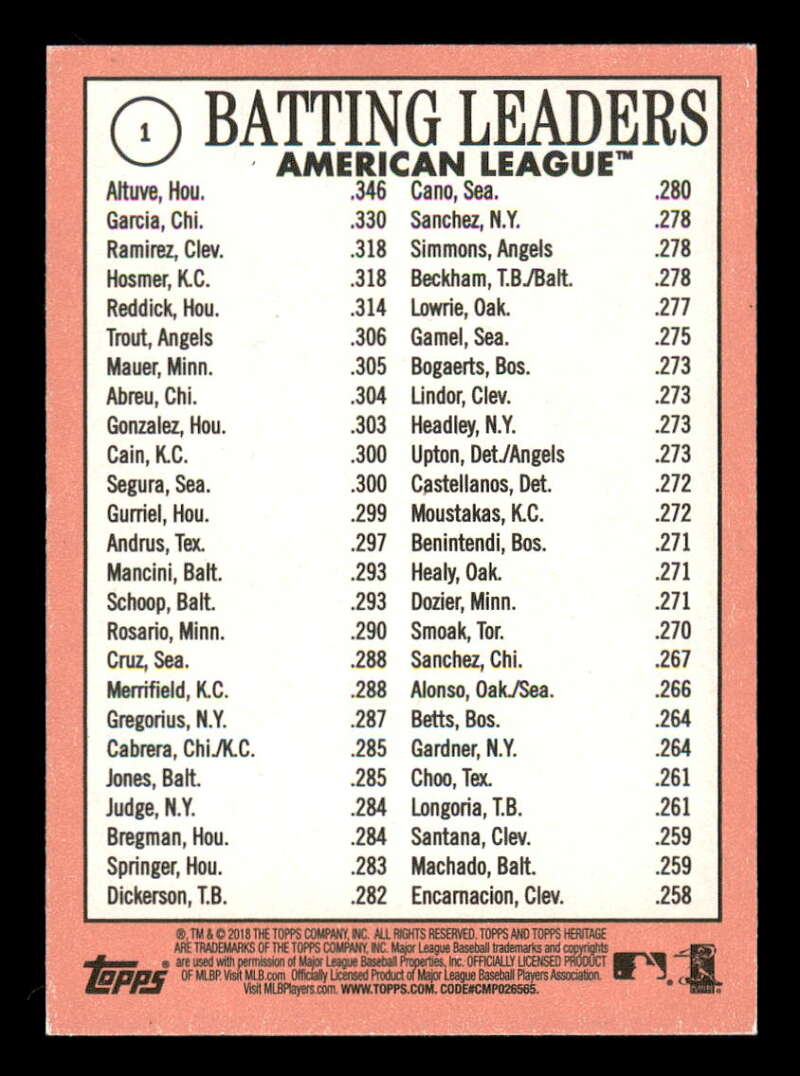 1
BATTING LEADERS
AMERICAN LEAGUE™
Altuve, Hou. .346
Garcia, Chi. .330
Ramirez, Clev. .318
Hosmer, K.C. .318
Reddick, Hou. .314
Trout, Angels .306
Mauer, Minn. .305
Abreu, Chi. .304
Gonzalez, Hou. .303
Cain, K.C. .300
Segura, Sea. .300
Gurriel, Hou. .299
Andrus, Tex. .297
Mancini, Balt. .293
Schoop, Balt. .293
Rosario, Minn. .290
Cruz, Sea. .288
Merrifield, K.C. .288
Gregorius, N.Y. .287
Cabrera, Chi./K.C. .285
Jones, Balt. .285
Judge, N.Y. .284
Bregman, Hou. .284
Springer, Hou. .283
Dickerson, T.B. .282
Cano, Sea. .280
Sanchez, N.Y. .278
Simmons, Angels .278
Beckham, T.B./Balt. .278
Lowrie, Oak. .277
Gamel, Sea. .275
Bogaerts, Bos. .273
Lindor, Clev. .273
Headley, N.Y. .273
Upton, Det./Angels .273
Castellanos, Det. .272
Moustakas, K.C. .272
Benintendi, Bos. .271
Healy, Oak. .271
Dozier, Minn. .271
Smoak, Tor. .270
Sanchez, Chi. .267
Alonso, Oak./Sea. .266
Betts, Bos. .264
Gardner, N.Y. .264
Choo, Tex. .261
Longoria, T.B. .261
Santana, Clev. .259
Machado, Balt. .259
Encarnacion, Clev. .258
TOPPS®
®, TM & © 2018 THE TOPPS COMPANY, INC. ALL RIGHTS RESERVED. TOPPS AND TOPPS HERITAGE
ARE TRADEMARKS OF THE TOPPS COMPANY, INC. Major League Baseball trademarks and copyrights
are used with permission of Major League Baseball Properties, Inc. OFFICIALLY LICENSED PRODUCT
OF MLBP. Visit MLB.com Officially Licensed Product of Major League Baseball Players Association.
Visit MLBPlayers.com. WWW.TOPPS.COM. CODE#CMP026565.